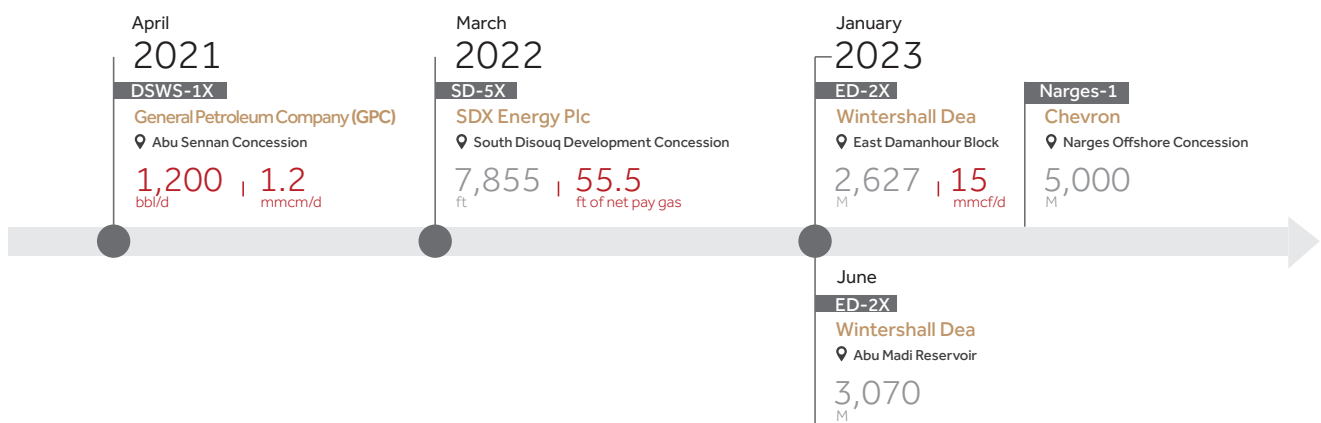 April
2021
DSWS-1X
General Petroleum Company (GPC)
Abu Sennan Concession
1,200 | 1.2
bbl/d mmcm/d
March
2022
SD-5X
SDX Energy Plc
South Disouq Development Concession
7,855 | 55.5
ft ft of net pay gas
January
2023
ED-2X
Wintershall Dea
East Damanhour Block
2,627 | 15
M mmcf/d
Narges-1
Chevron
Narges Offshore Concession
5,000
M
June
ED-2X
Wintershall Dea
Abu Madi Reservoir
3,070
M